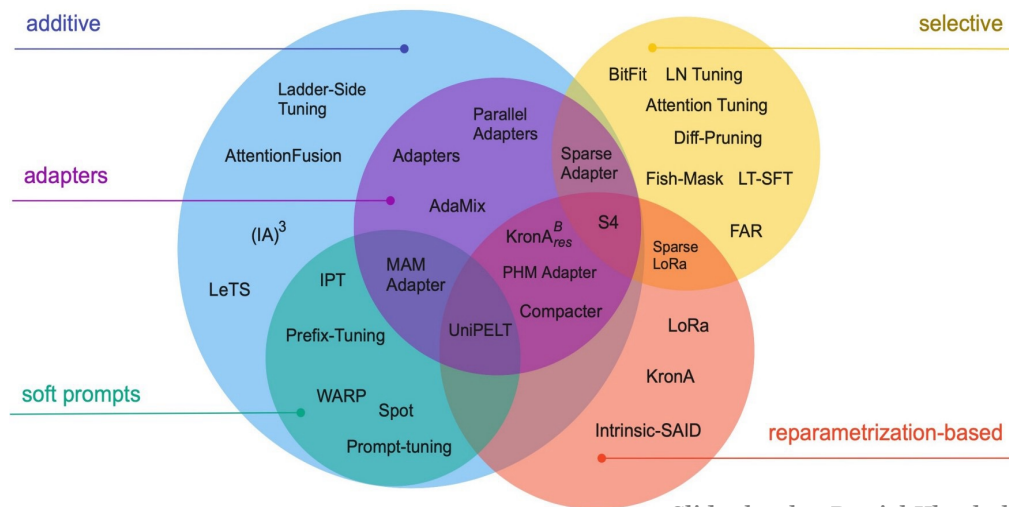 additive
selective
BitFit LN Tuning
Ladder-Side
Tuning
Attention Tuning
Parallel
Adapters
Diff-Pruning
AttentionFusion
Adapters
Sparse
Adapter
adapters
Fish-Mask LT-SFT
AdaMix
(IA)³
KronA^B_res
S4
FAR
Sparse
LoRa
MAM
Adapter
PHM Adapter
IPT
LeTS
Compacter
LoRa
Prefix-Tuning
UniPELT
KronA
soft prompts
WARP
Spot
Intrinsic-SAID
reparametrization-based
Prompt-tuning